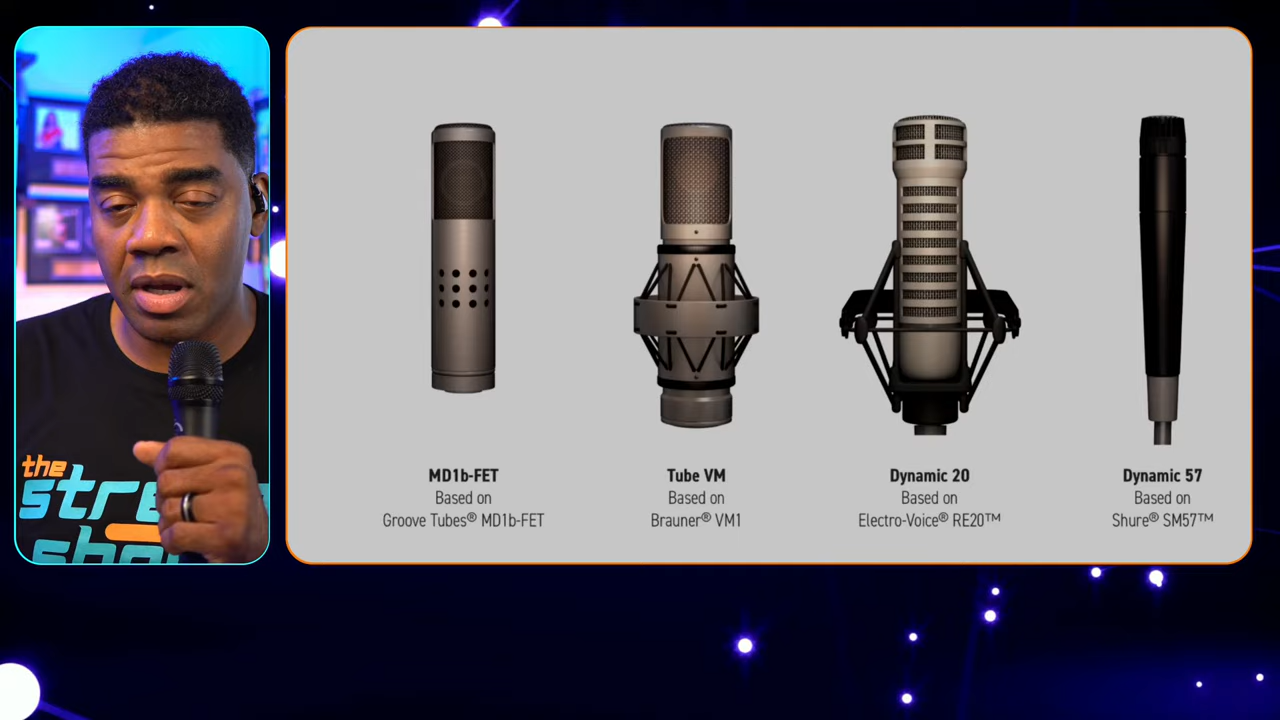 MD1b-FET
Based on
Groove Tubes® MD1b-FET
Tube VM
Based on
Brauner® VM1
Dynamic 20
Based on
Electro-Voice® RE20™
Dynamic 57
Based on
Shure® SM57™
the